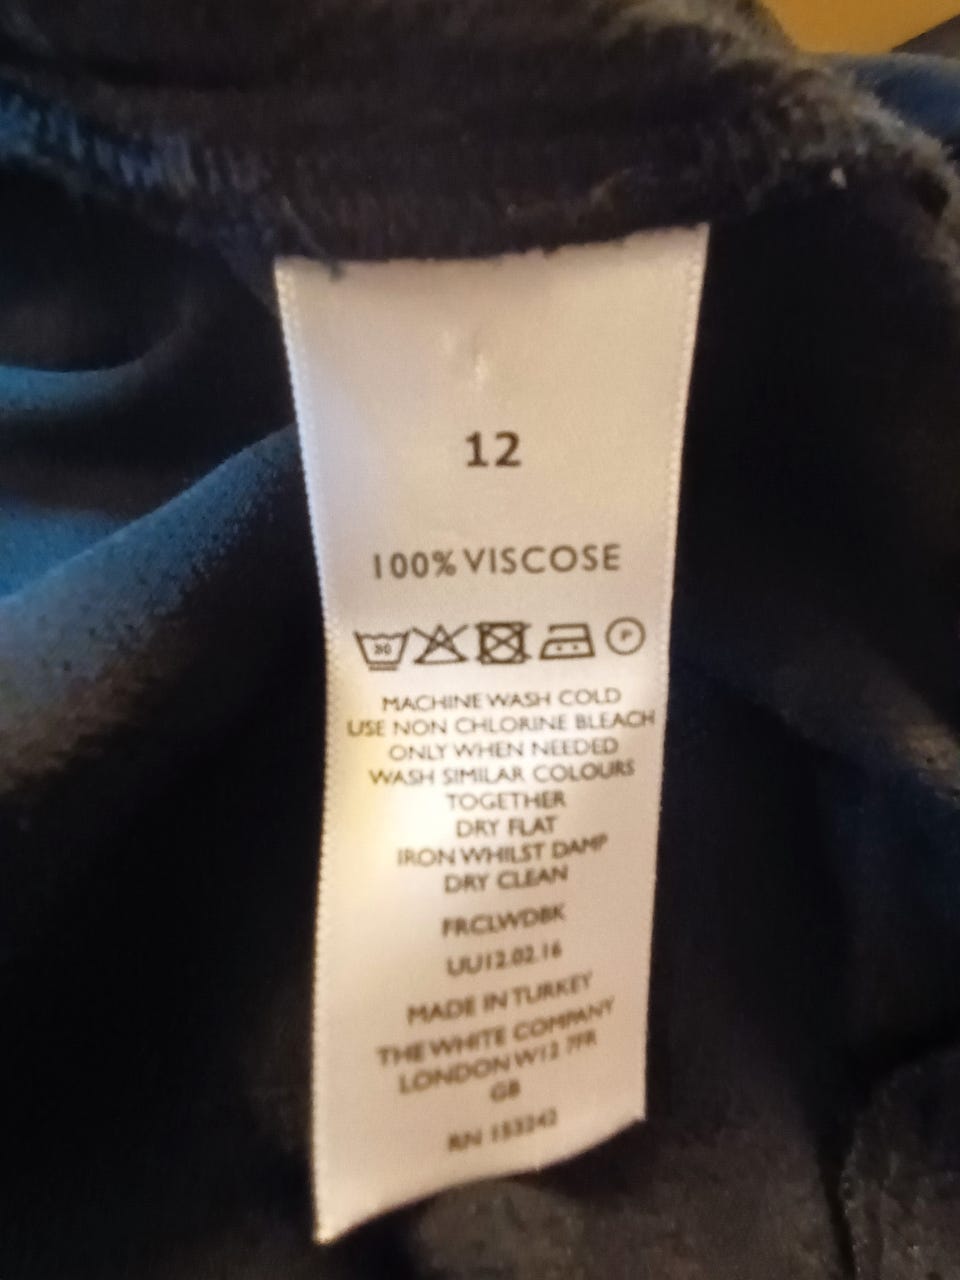 12
100% VISCOSE
30
P
MACHINE WASH COLD
USE NON CHLORINE BLEACH
ONLY WHEN NEEDED
WASH SIMILAR COLOURS
TOGETHER
DRY FLAT
IRON WHILST DAMP
DRY CLEAN
FRCLWDBK
UU12.02.16
MADE IN TURKEY
THE WHITE COMPANY
LONDON W12 7FR
GB
RN 153242